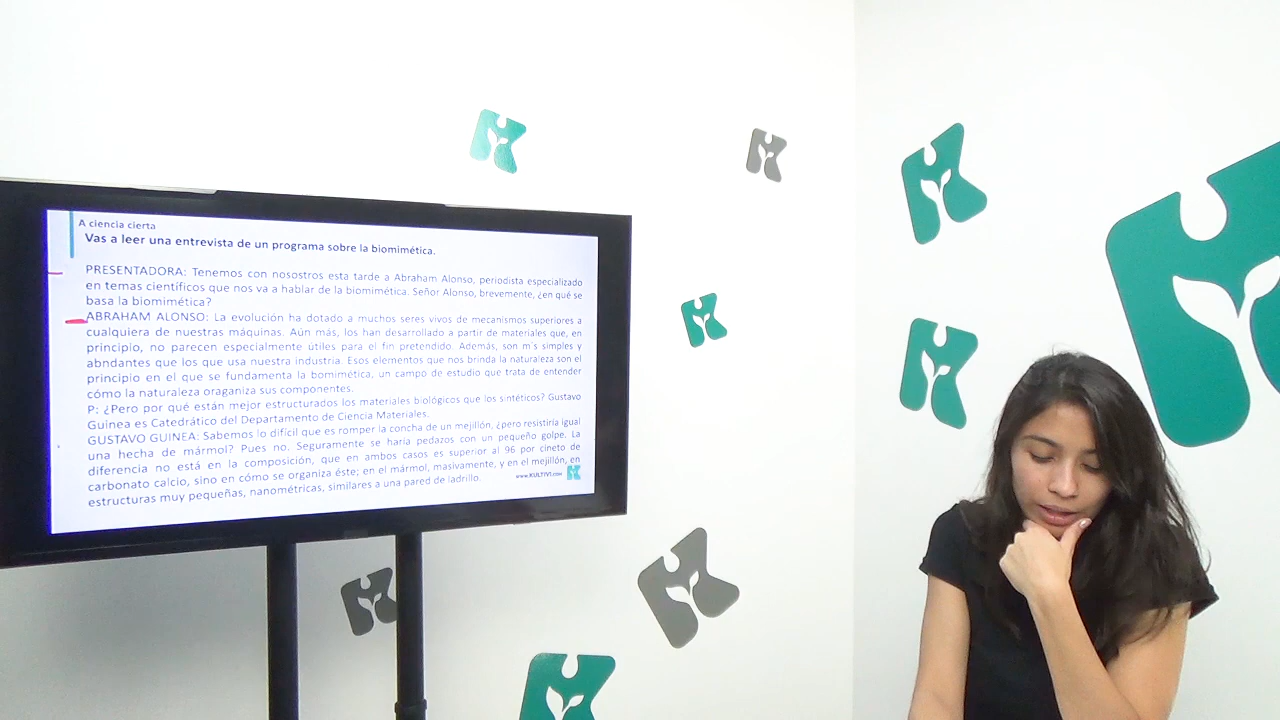 A ciencia cierta
Vas a leer una entrevista de un programa sobre la biomimética.
PRESENTADORA: Tenemos con nosostros esta tarde a Abraham Alonso, periodista especializado
en temas científicos que nos va a hablar de la biomimética. Señor Alonso, brevemente, ¿en qué se
basa la biomimética?
ABRAHAM ALONSO: La evolución ha dotado a muchos seres vivos de mecanismos superiores a
cualquiera de nuestras máquinas. Aún más, los han desarrollado a partir de materiales que, en
principio, no parecen especialmente útiles para el fin pretendido. Además, son m´s simples y
abndantes que los que usa nuestra industria. Esos elementos que nos brinda la naturaleza son el
principio en el que se fundamenta la biomimética, un campo de estudio que trata de entender
cómo la naturaleza oraganiza sus componentes.
P: ¿Pero por qué están mejor estructurados los materiales biológicos que los sintéticos? Gustavo
Guinea es Catedrático del Departamento de Ciencia Materiales.
GUSTAVO GUINEA: Sabemos lo difícil que es romper la concha de un mejillón, ¿pero resistiría igual
una hecha de mármol? Pues no. Seguramente se haría pedazos con un pequeño golpe. La
diferencia no está en la composición, que en ambos casos es superior al 96 por cineto de
carbonato calcio, sino en cómo se organiza éste; en el mármol, masivamente, y en el mejillón, en
estructuras muy pequeñas, nanométricas, similares a una pared de ladrillo.
www.KULTIVI.com